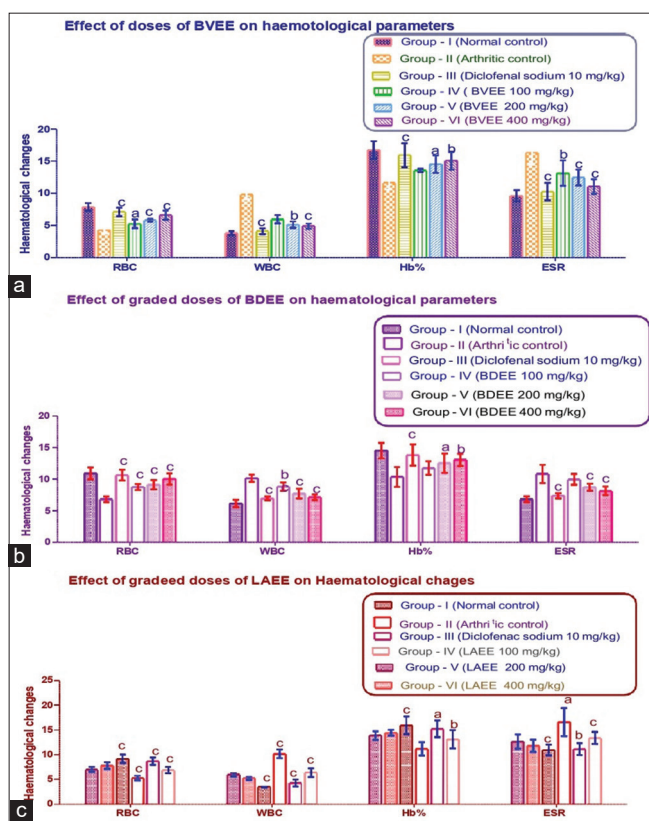 Effect of doses of BVEE on haemotological parameters
Group - I (Normal control)
Group - II (Arthritic control)
Group - III (Diclofenal sodium 10 mg/kg)
Group - IV ( BVEE 100 mg/kg)
Group - V (BVEE 200 mg/kg)
Group - VI (BVEE 400 mg/kg)
Haematological changes
20
15
10
5
0
c a c c
c b c
c a b
c b c c
RBC WBC Hb% ESR
a
Effect of graded doses of BDEE on haematological parameters
Group - I (Normal control)
Group - II (Arthri tic control)
Group - III (Diclofenal sodium 10 mg/kg)
Group - IV (BDEE 100 mg/kg)
Group - V (BDEE 200 mg/kg)
Group - VI (BDEE 400 mg/kg)
Haematological changes
20
15
10
5
0
c c c c
c b c c
c a b
c c c
RBC WBC Hb% ESR
b
Effect of gradeed doses of LAEE on Haematological chages
Group - I (Normal control)
Group - II (Arthri tic control)
Group - III (Diclofenac sodium 10 mg/kg)
Group - IV (LAEE 100 mg/kg)
Group - V (LAEE 200 mg/kg)
Group - VI (LAEE 400 mg/kg)
Haematological changes
25
20
15
10
5
0
c c c c
c c c c
c a b
c a c c
RBC WBC Hb% ESR
c